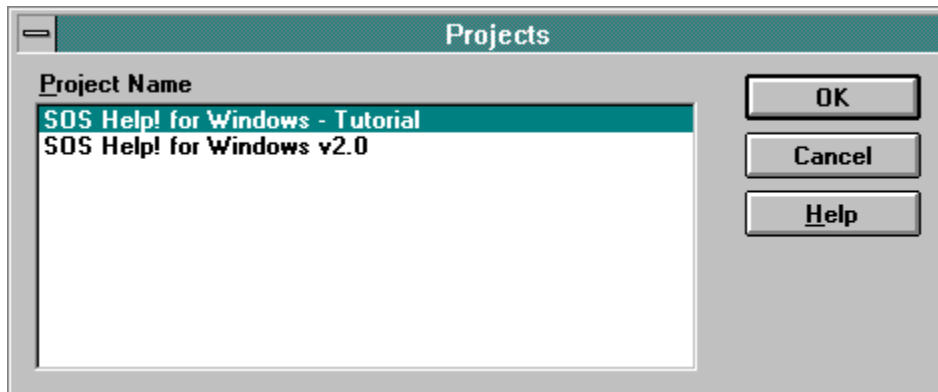 Projects
Project Name
SOS Help! for Windows - Tutorial
SOS Help! for Windows v2.0
OK
Cancel
Help